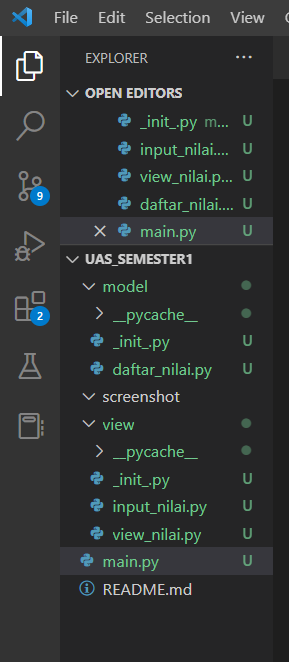 File Edit Selection View
EXPLORER ...
OPEN EDITORS
_init_.py m... U
input_nilai.... U
view_nilai.p... U
daftar_nilai.... U
main.py U
UAS_SEMESTER1
model
__pycache__
_init_.py U
daftar_nilai.py U
screenshot
view
__pycache__
_init_.py U
input_nilai.py U
view_nilai.py U
main.py U
README.md
9
2